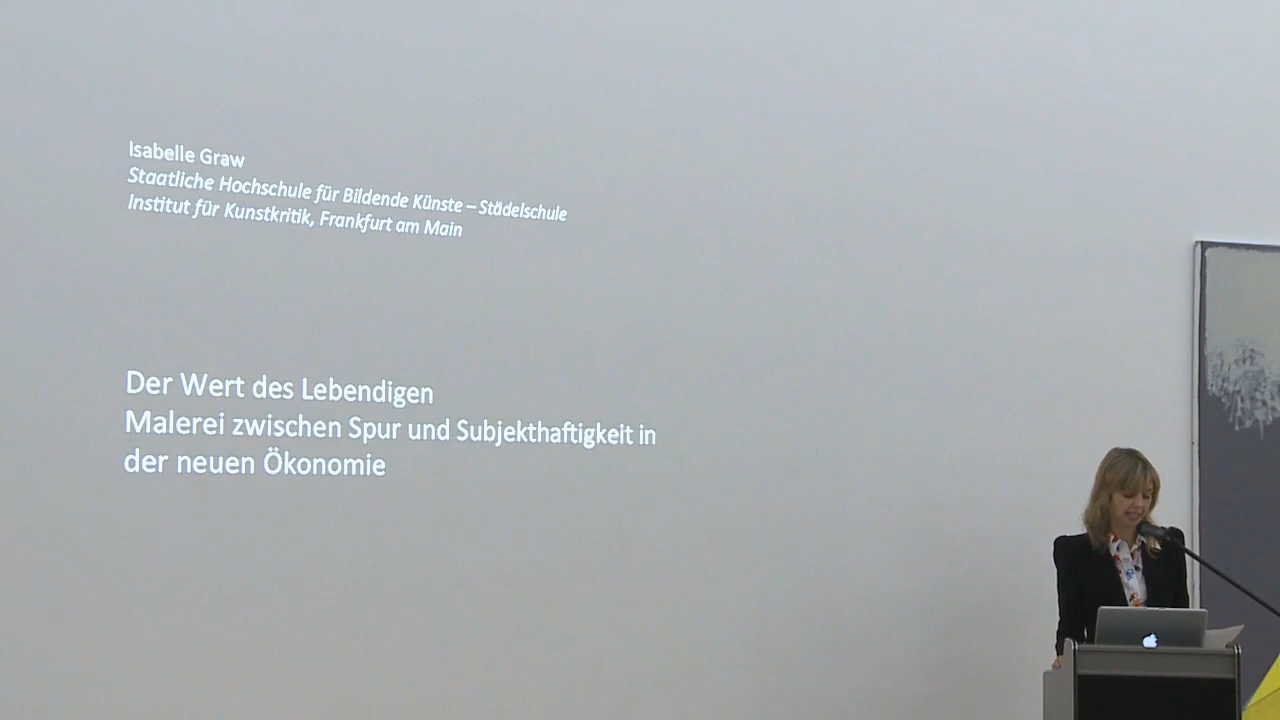 Isabelle Graw
Staatliche Hochschule für Bildende Künste – Städelschule
Institut für Kunstkritik, Frankfurt am Main
Der Wert des Lebendigen
Malerei zwischen Spur und Subjekthaftigkeit in
der neuen Ökonomie